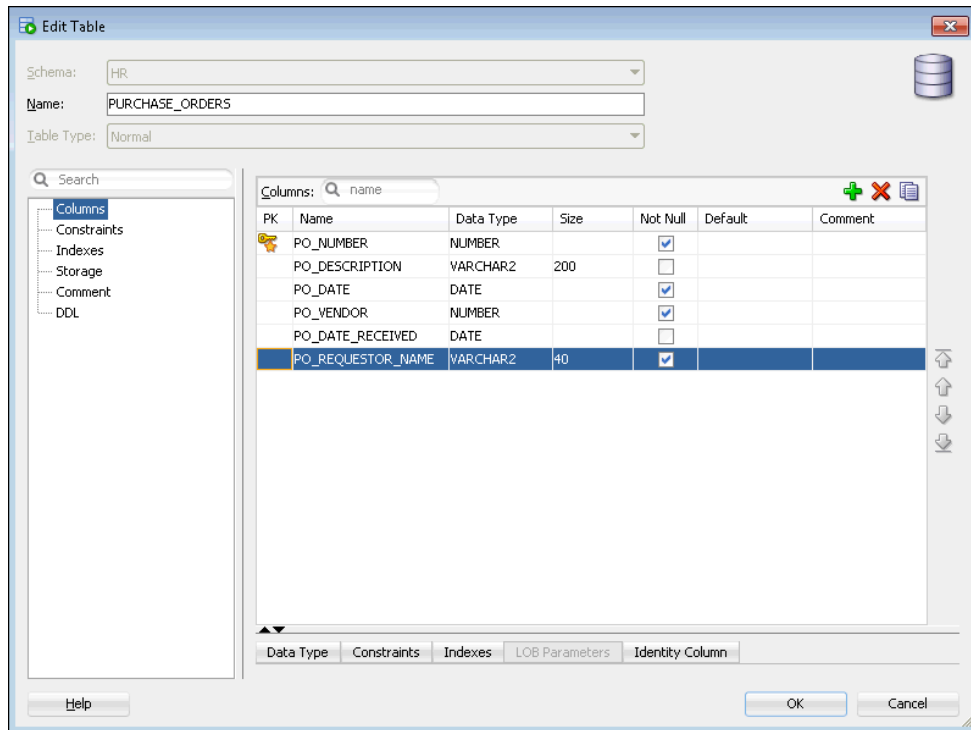 Edit Table
Schema: HR
Name: PURCHASE_ORDERS
Table Type: Normal
Search
Columns
Constraints
Indexes
Storage
Comment
DDL
Columns: name
PK Name Data Type Size Not Null Default Comment
PO_NUMBER NUMBER
PO_DESCRIPTION VARCHAR2 200
PO_DATE DATE
PO_VENDOR NUMBER
PO_DATE_RECEIVED DATE
PO_REQUESTOR_NAME VARCHAR2 40
Data Type Constraints Indexes LOB Parameters Identity Column
Help OK Cancel